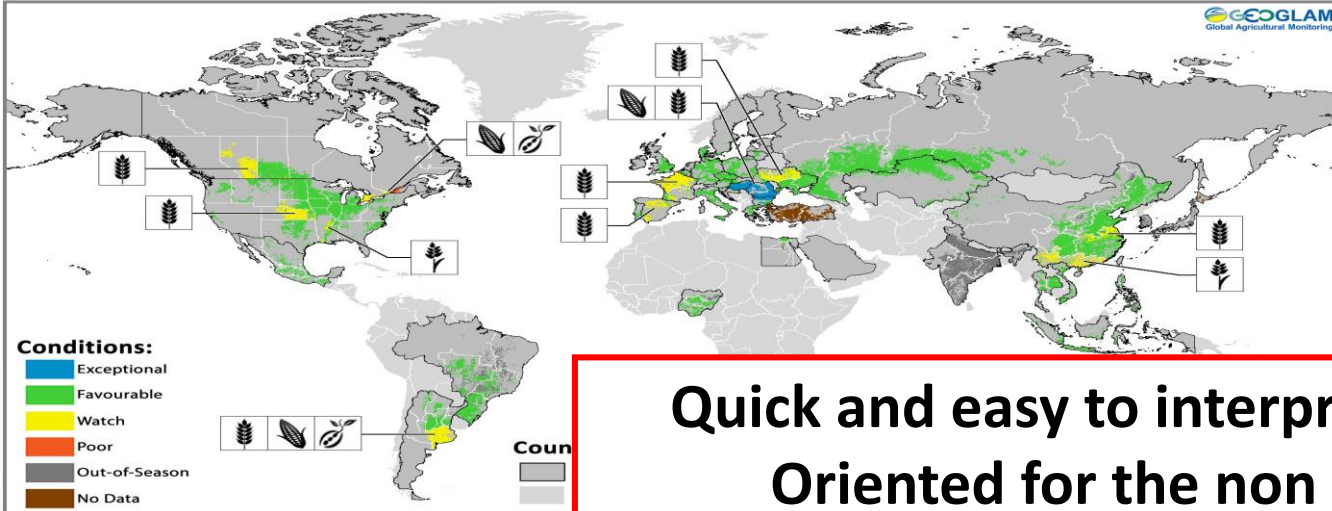 GEOGLAM
Global Agricultural Monitoring
Conditions:
Exceptional
Favourable
Watch
Poor
Out-of-Season
No Data
Coun
Quick and easy to interpr
Oriented for the non